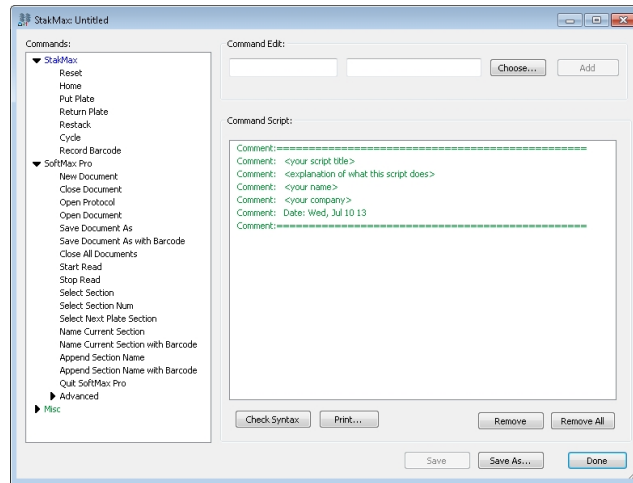 StakMax: Untitled
Commands:
StakMax
Reset
Home
Put Plate
Return Plate
Restack
Cycle
Record Barcode
SoftMax Pro
New Document
Close Document
Open Protocol
Open Document
Save Document As
Save Document As with Barcode
Close All Documents
Start Read
Stop Read
Select Section
Select Section Num
Select Next Plate Section
Name Current Section
Name Current Section with Barcode
Append Section Name
Append Section Name with Barcode
Quit SoftMax Pro
Advanced
Misc
Command Edit:
Choose...
Add
Command Script:
Comment:==================================================
Comment: <your script title>
Comment: <explanation of what this script does>
Comment: <your name>
Comment: <your company>
Comment: Date: Wed, Jul 10 13
Comment:==================================================
Check Syntax
Print...
Remove
Remove All
Save
Save As...
Done